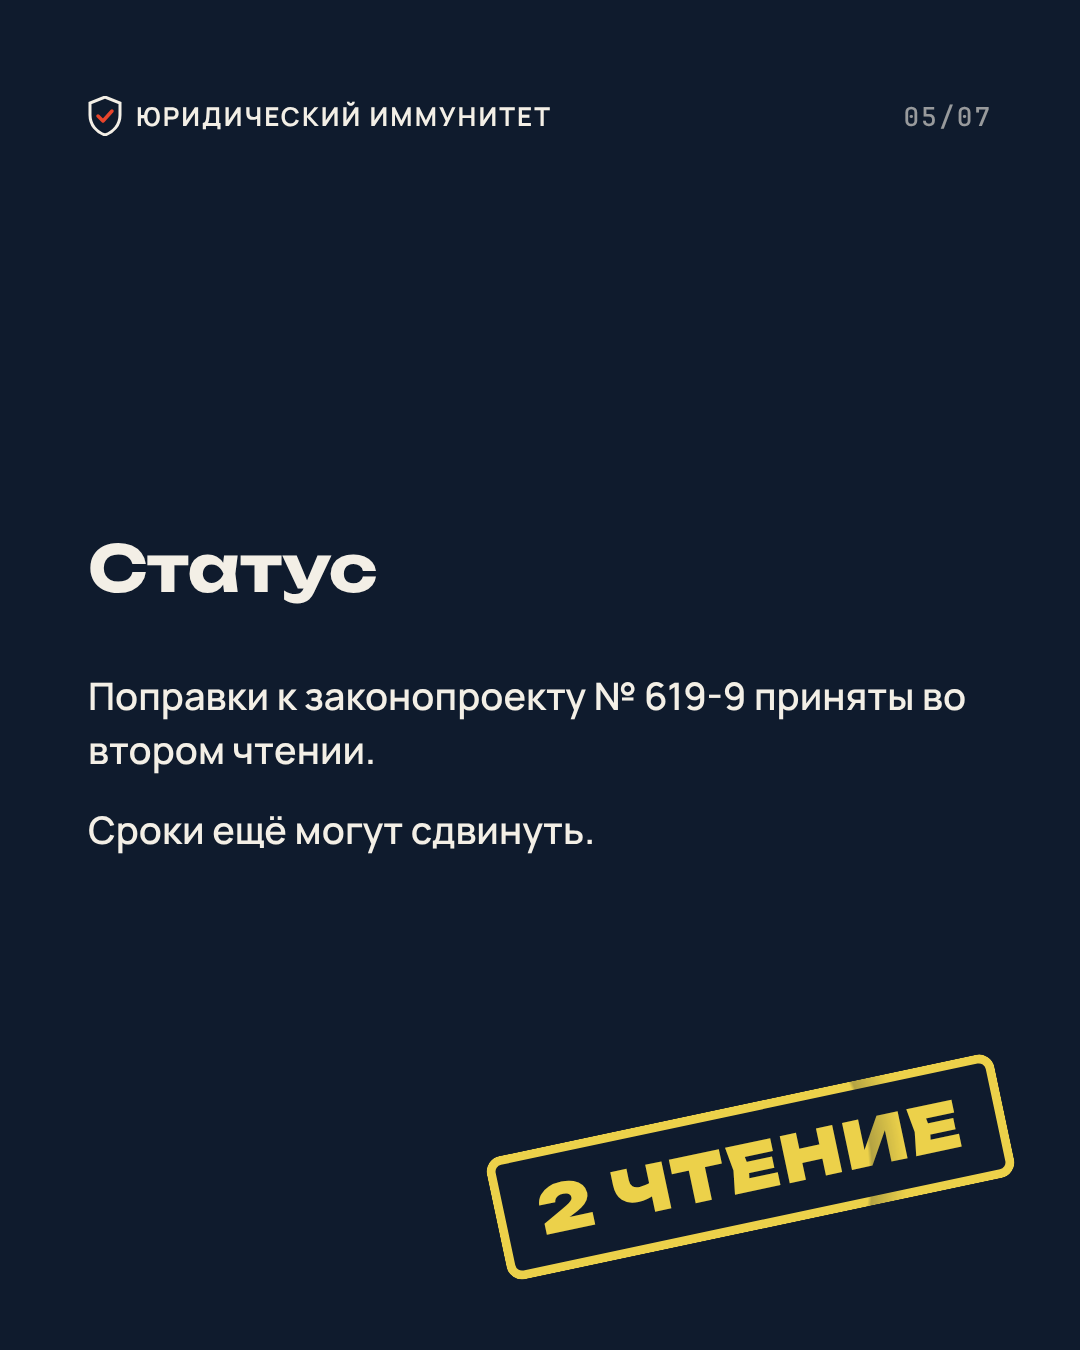 ЮРИДИЧЕСКИЙ ИММУНИТЕТ
05/07
Статус
Поправки к законопроекту № 619-9 приняты во
втором чтении.
Сроки ещё могут сдвинуть.
2 ЧТЕНИЕ